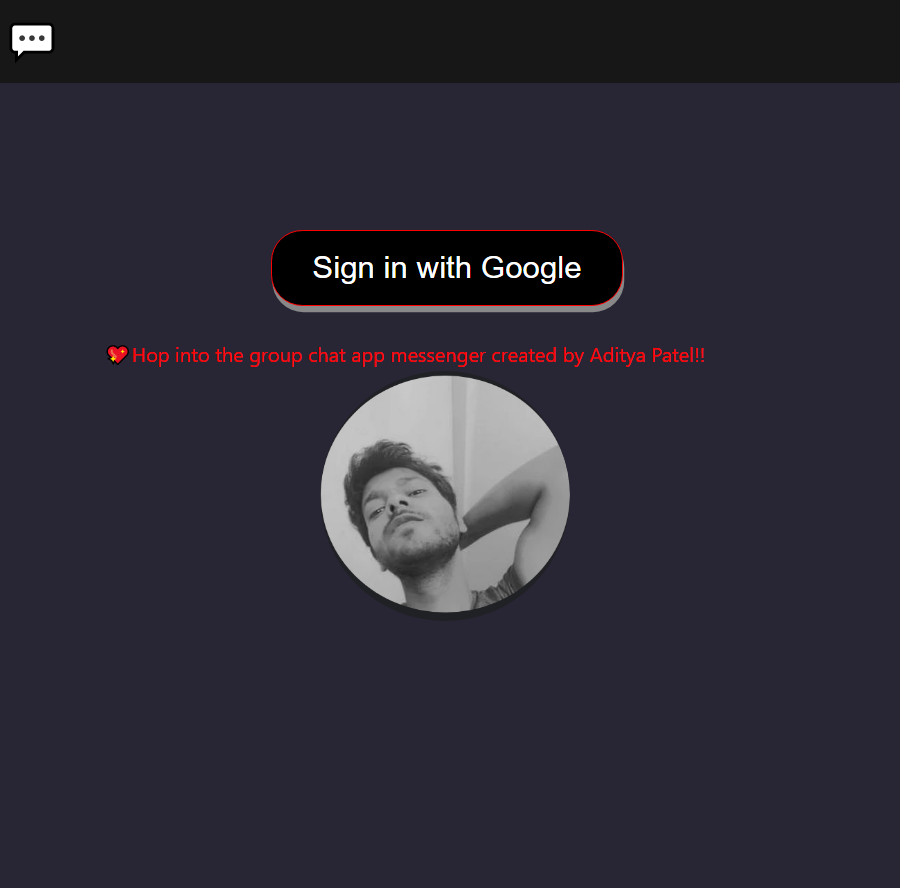 Sign in with Google
💖Hop into the group chat app messenger created by Aditya Patel!!